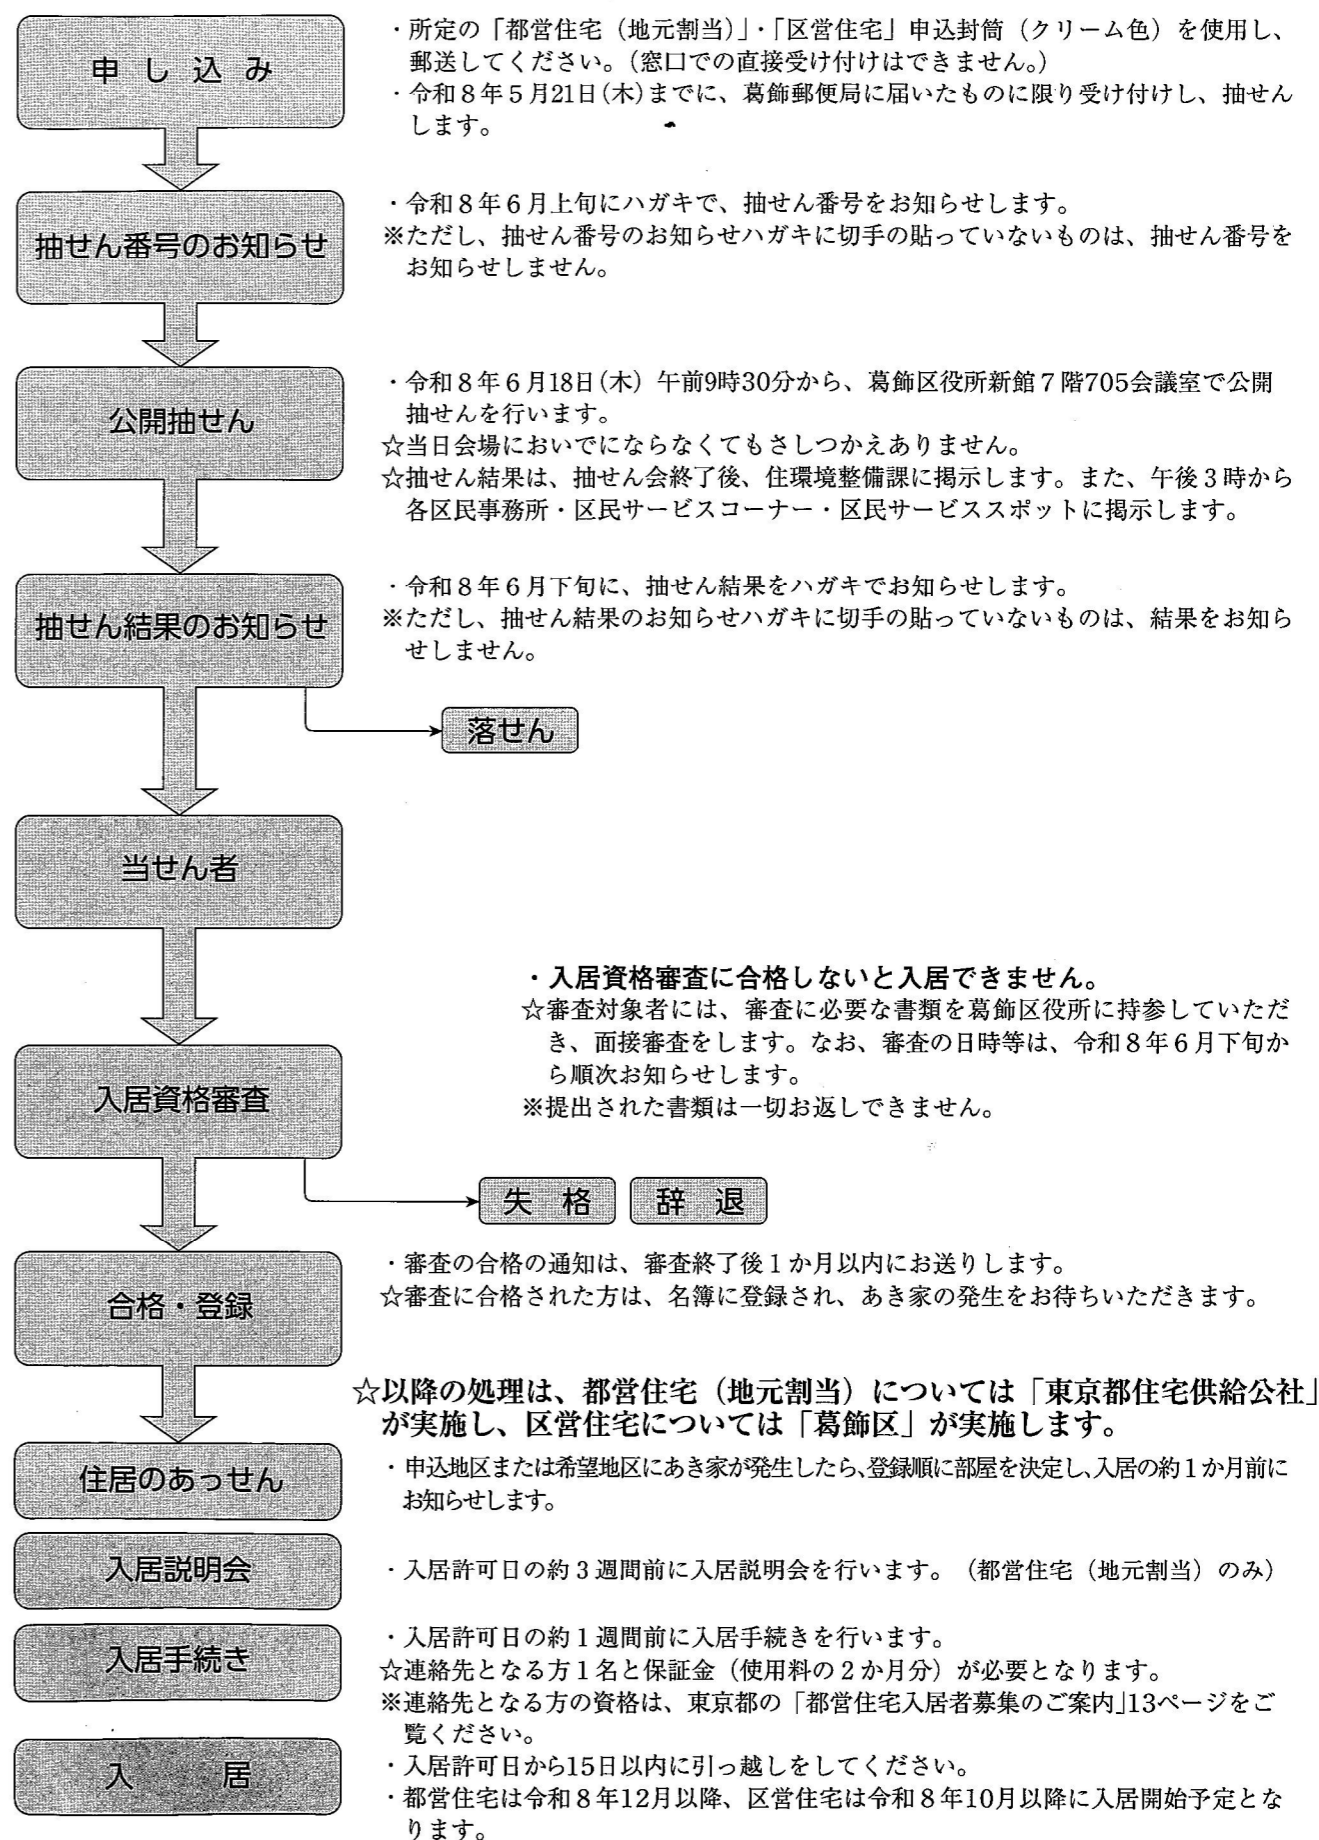 申し込み
・所定の「都営住宅（地元割当）」・「区営住宅」申込封筒（クリーム色）を使用し、
郵送してください。（窓口での直接受け付けはできません。）
・令和８年５月21日（木）までに、葛飾郵便局に届いたものに限り受け付けし、抽せん
します。
抽せん番号のお知らせ
・令和８年６月上旬にハガキで、抽せん番号をお知らせします。
※ただし、抽せん番号のお知らせハガキに切手の貼っていないものは、抽せん番号を
お知らせしません。
公開抽せん
・令和８年６月18日（木）午前9時30分から、葛飾区役所新館７階705会議室で公開
抽せんを行います。
☆当日会場においでにならなくてもさしつかえありません。
☆抽せん結果は、抽せん会終了後、住環境整備課に掲示します。また、午後３時から
各区民事務所・区民サービスコーナー・区民サービススポットに掲示します。
抽せん結果のお知らせ
・令和８年６月下旬に、抽せん結果をハガキでお知らせします。
※ただし、抽せん結果のお知らせハガキに切手の貼っていないものは、結果をお知ら
せしません。
落せん
当せん者
・入居資格審査に合格しないと入居できません。
☆審査対象者には、審査に必要な書類を葛飾区役所に持参していただ
き、面接審査をします。なお、審査の日時等は、令和８年６月下旬か
ら順次お知らせします。
※提出された書類は一切お返しできません。
入居資格審査
失格 辞退
合格・登録
・審査の合格の通知は、審査終了後１か月以内にお送りします。
☆審査に合格された方は、名簿に登録され、あき家の発生をお待ちいただきます。
☆以降の処理は、都営住宅（地元割当）については「東京都住宅供給公社」
が実施し、区営住宅については「葛飾区」が実施します。
住居のあっせん
・申込地区または希望地区にあき家が発生したら、登録順に部屋を決定し、入居の約１か月前に
お知らせします。
入居説明会
・入居許可日の約３週間前に入居説明会を行います。（都営住宅（地元割当）のみ）
入居手続き
・入居許可日の約１週間前に入居手続きを行います。
☆連絡先となる方１名と保証金（使用料の２か月分）が必要となります。
※連絡先となる方の資格は、東京都の「都営住宅入居者募集のご案内」13ページをご
覧ください。
入居
・入居許可日から15日以内に引っ越しをしてください。
・都営住宅は令和８年12月以降、区営住宅は令和８年10月以降に入居開始予定とな
ります。